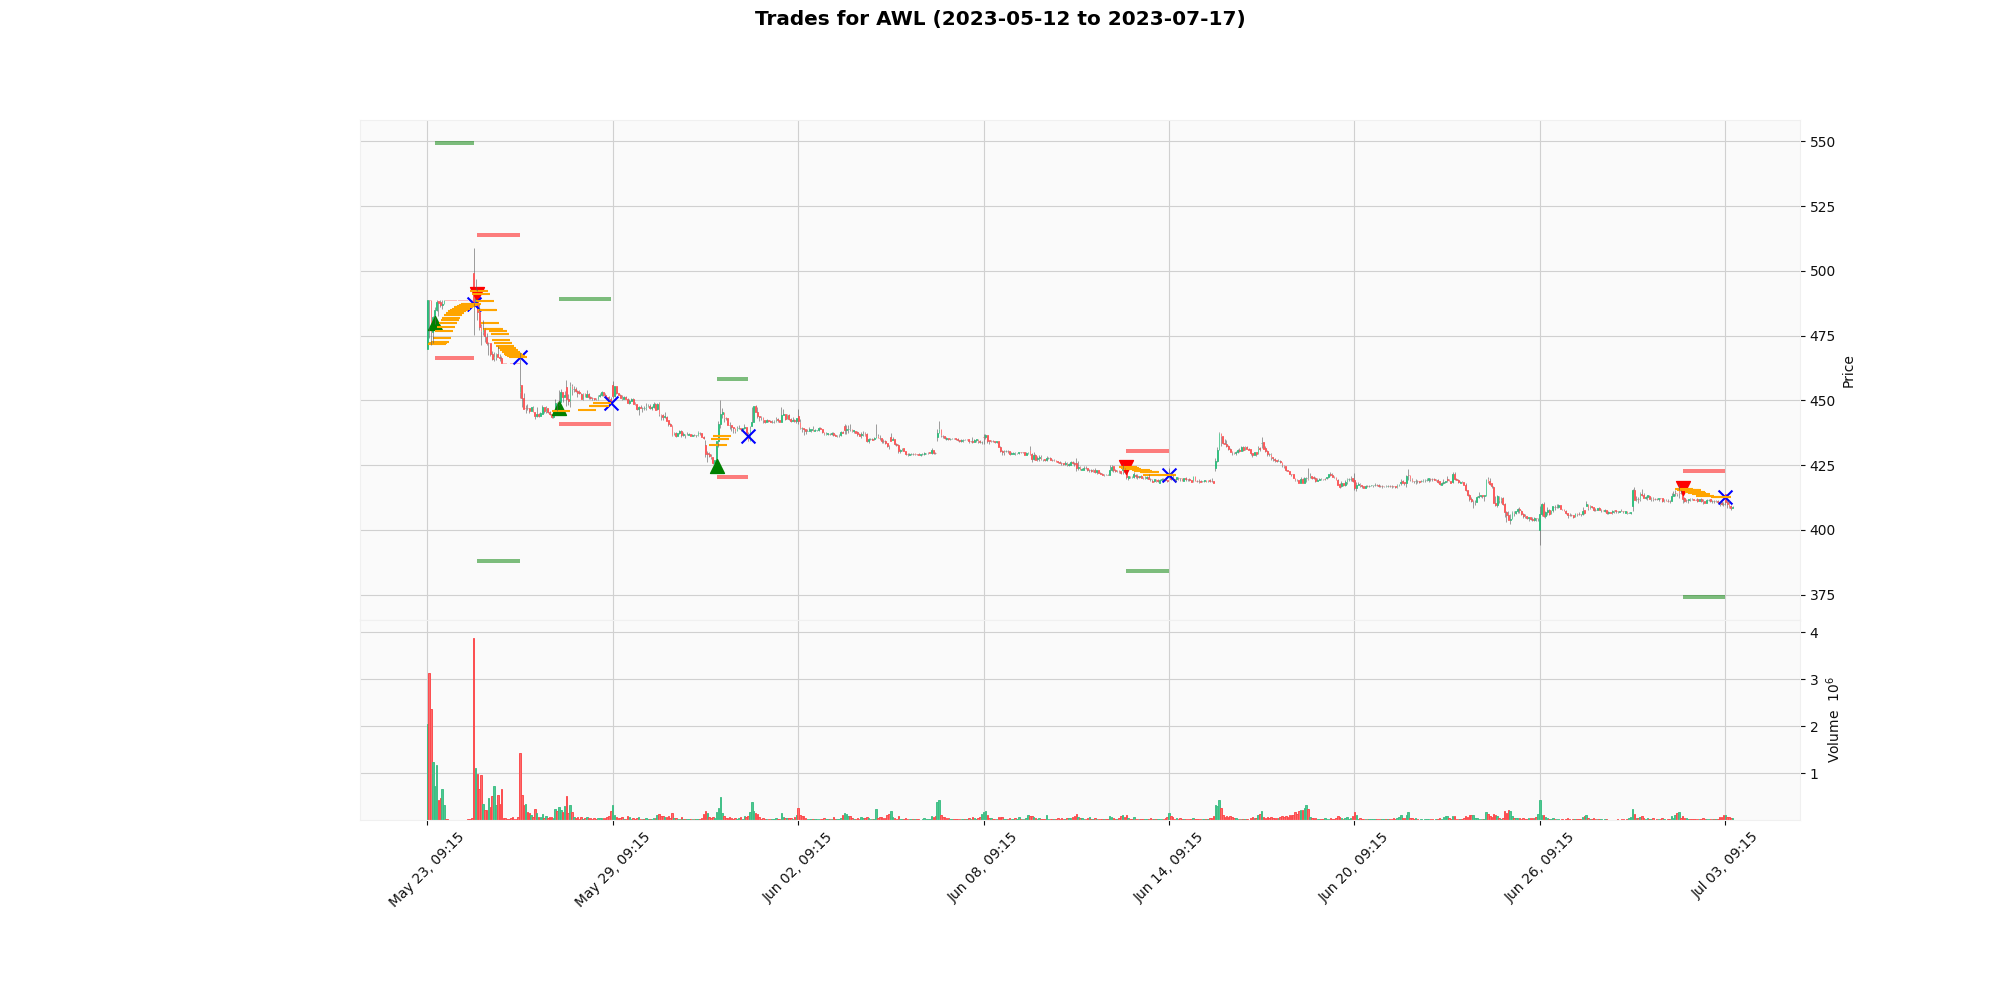 Trades for AWL (2023-05-12 to 2023-07-17)
550
525
500
475
450
425
400
375
Price
4
3
2
1
Volume 10⁶
May 23, 09:15
May 29, 09:15
Jun 02, 09:15
Jun 08, 09:15
Jun 14, 09:15
Jun 20, 09:15
Jun 26, 09:15
Jul 03, 09:15